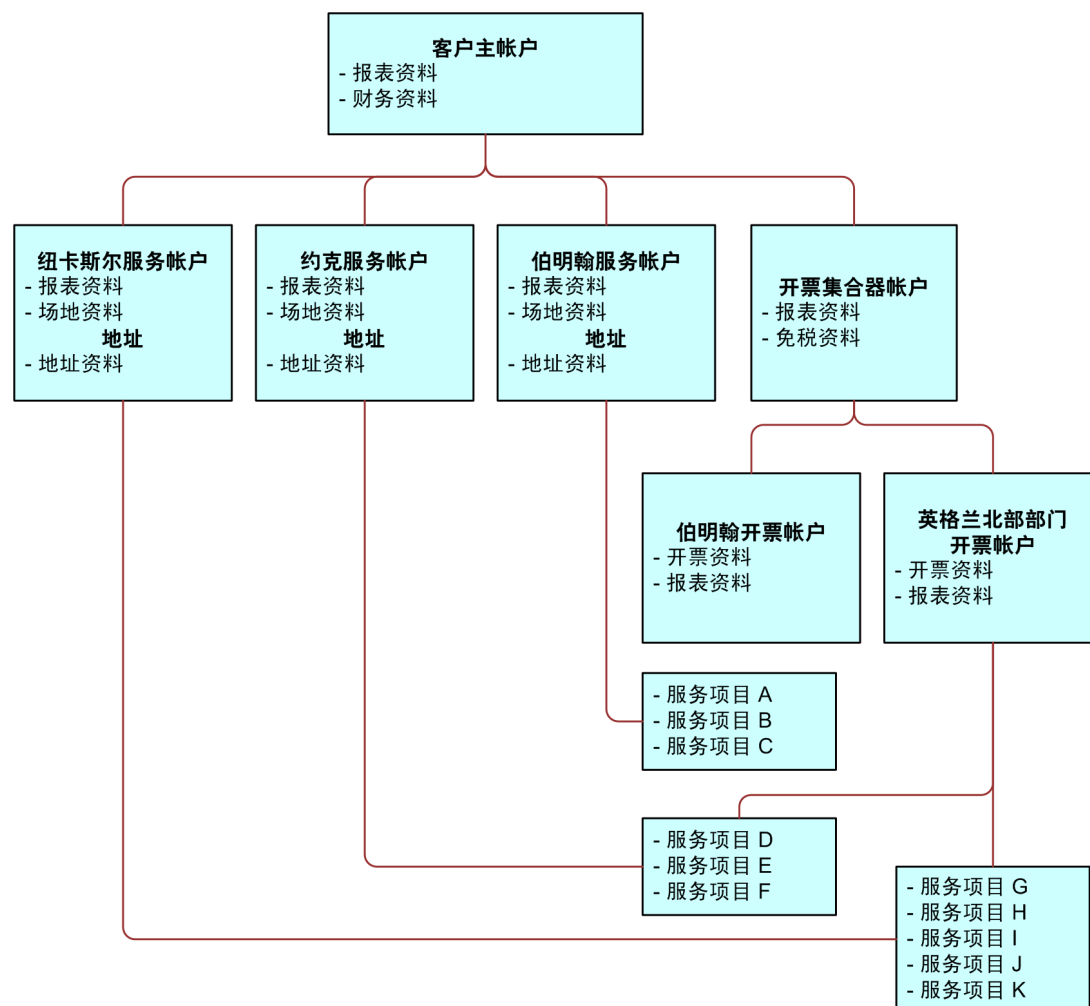 客户主帐户
- 报表资料
- 财务资料
纽卡斯尔服务帐户
- 报表资料
- 场地资料
地址
- 地址资料
约克服务帐户
- 报表资料
- 场地资料
地址
- 地址资料
伯明翰服务帐户
- 报表资料
- 场地资料
地址
- 地址资料
开票集合器帐户
- 报表资料
- 免税资料
伯明翰开票帐户
- 开票资料
- 报表资料
英格兰北部部门
开票帐户
- 开票资料
- 报表资料
- 服务项目 A
- 服务项目 B
- 服务项目 C
- 服务项目 D
- 服务项目 E
- 服务项目 F
- 服务项目 G
- 服务项目 H
- 服务项目 I
- 服务项目 J
- 服务项目 K